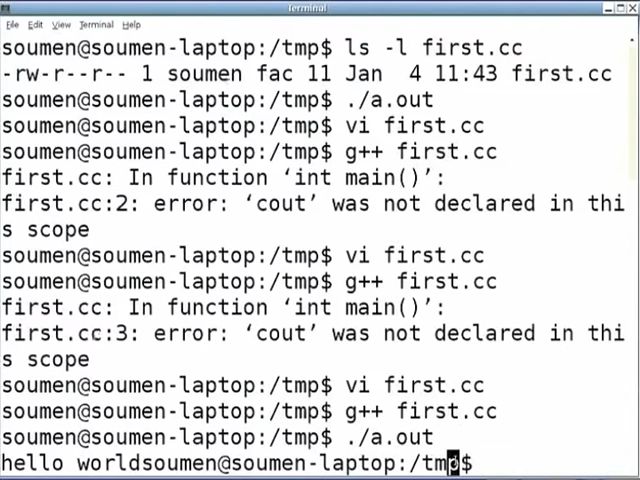 Terminal
File Edit View Terminal Help
soumen@soumen-laptop:/tmp$ ls -l first.cc
-rw-r--r-- 1 soumen fac 11 Jan  4 11:43 first.cc
soumen@soumen-laptop:/tmp$ ./a.out
soumen@soumen-laptop:/tmp$ vi first.cc
soumen@soumen-laptop:/tmp$ g++ first.cc
first.cc: In function ‘int main()’:
first.cc:2: error: ‘cout’ was not declared in thi
s scope
soumen@soumen-laptop:/tmp$ vi first.cc
soumen@soumen-laptop:/tmp$ g++ first.cc
first.cc: In function ‘int main()’:
first.cc:3: error: ‘cout’ was not declared in thi
s scope
soumen@soumen-laptop:/tmp$ vi first.cc
soumen@soumen-laptop:/tmp$ g++ first.cc
soumen@soumen-laptop:/tmp$ ./a.out
hello worldsoumen@soumen-laptop:/tmp$